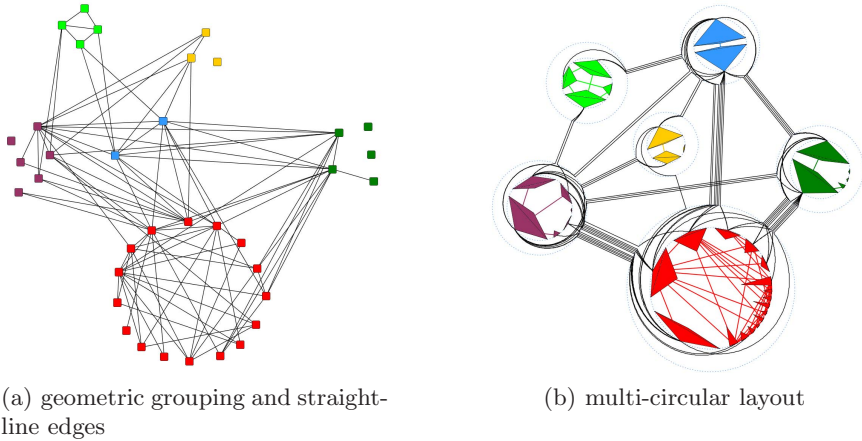 (a) geometric grouping and straight-
line edges
(b) multi-circular layout